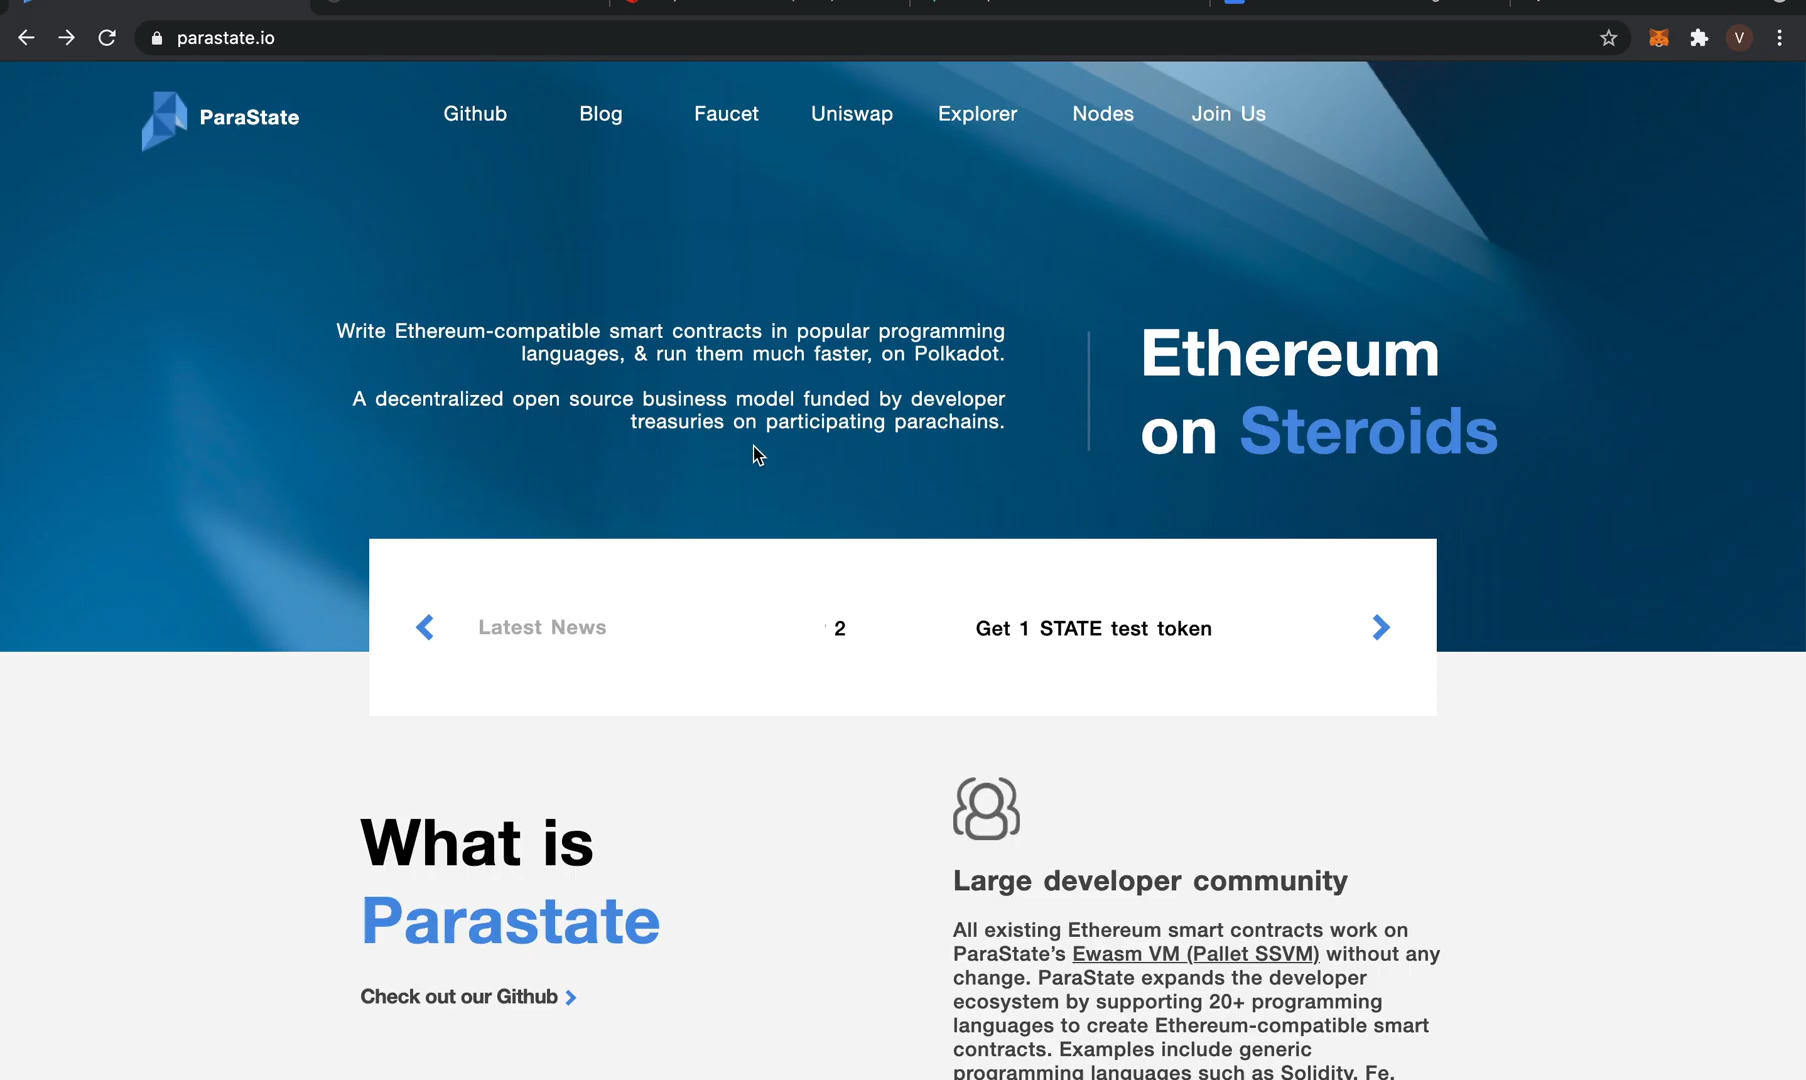 parastate.io
V
ParaState
Github
Blog
Faucet
Uniswap
Explorer
Nodes
Join Us
Write Ethereum-compatible smart contracts in popular programming
languages, & run them much faster, on Polkadot.
A decentralized open source business model funded by developer
treasuries on participating parachains.
Ethereum
on Steroids
Latest News
2
Get 1 STATE test token
What is
Parastate
Check out our Github
Large developer community
All existing Ethereum smart contracts work on
ParaState’s Ewasm VM (Pallet SSVM) without any
change. ParaState expands the developer
ecosystem by supporting 20+ programming
languages to create Ethereum-compatible smart
contracts. Examples include generic
programming languages such as Solidity, Fe,